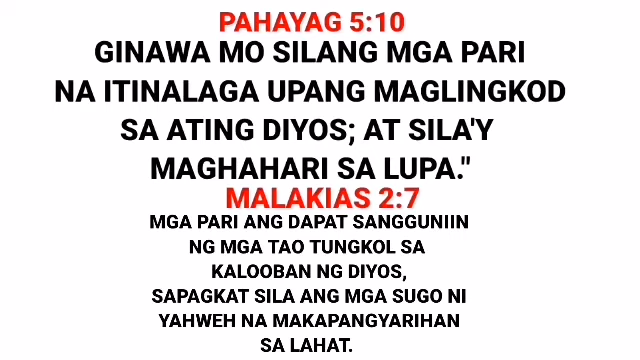 PAHAYAG 5:10
GINAWA MO SILANG MGA PARI
NA ITINALAGA UPANG MAGLINGKOD
SA ATING DIYOS; AT SILA'Y
MAGHAHARI SA LUPA."
MALAKIAS 2:7
MGA PARI ANG DAPAT SANGGUNIIN
NG MGA TAO TUNGKOL SA
KALOOBAN NG DIYOS,
SAPAGKAT SILA ANG MGA SUGO NI
YAHWEH NA MAKAPANGYARIHAN
SA LAHAT.